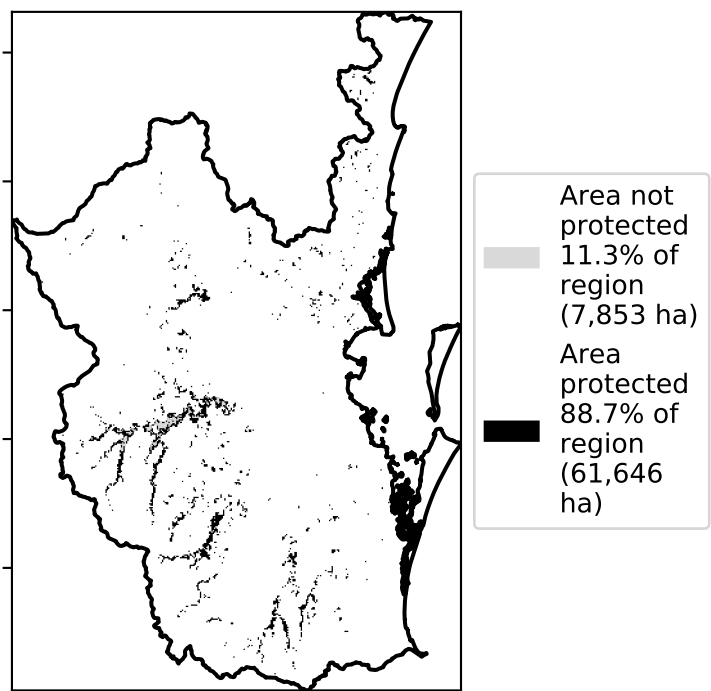 Area not
protected
11.3% of
region
(7,853 ha)
Area
protected
88.7% of
region
(61,646
ha)